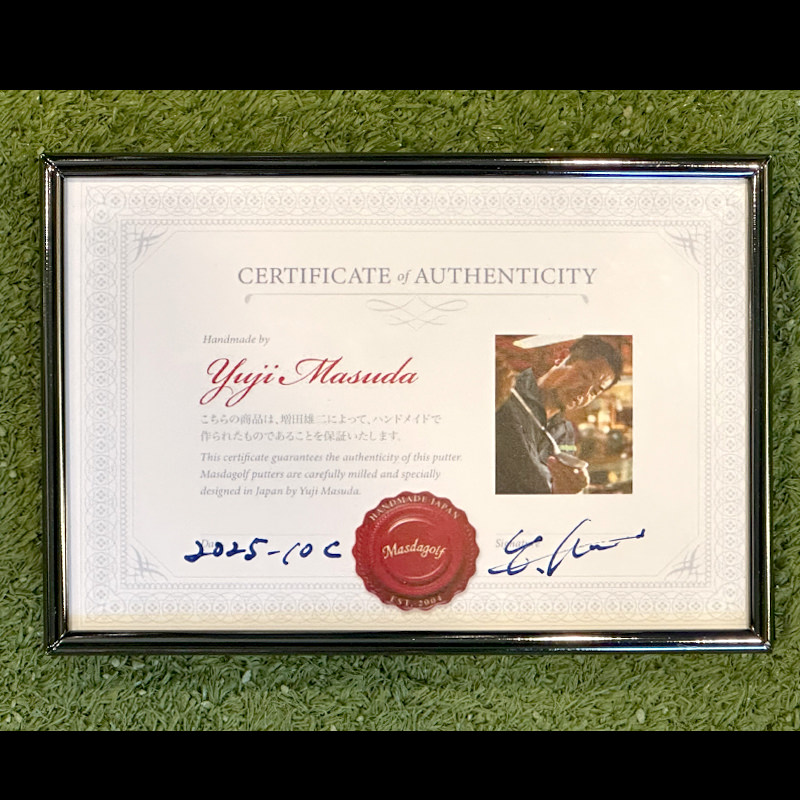 CERTIFICATE of AUTHENTICITY
Handmade by
Yuji Masuda
こちらの商品は、増田雄二によって、ハンドメイドで
作られたものであることを保証いたします。
This certificate guarantees the authenticity of this putter.
Masdagolf putters are carefully milled and specially
designed in Japan by Yuji Masuda.
HANDMADE JAPAN
Masdagolf
EST. 2004
Date
2025-10 C
Signature